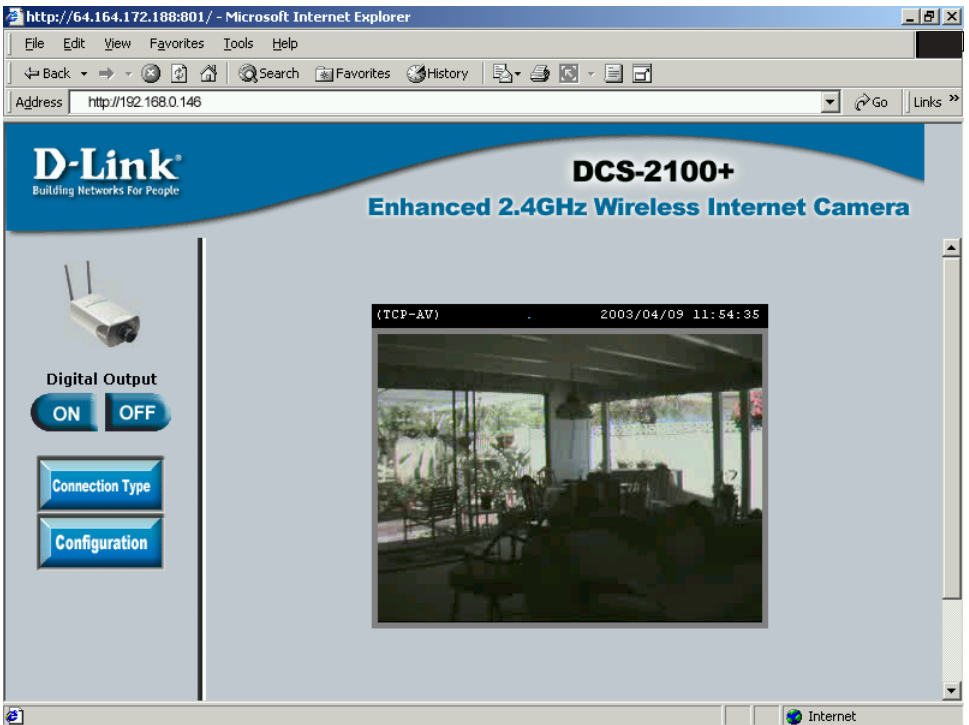 http://64.164.172.188:801/ - Microsoft Internet Explorer
File Edit View Favorites Tools Help
Back Search Favorites History
Address http://192.168.0.146 Go Links »
D-Link
Building Networks For People
DCS-2100+
Enhanced 2.4GHz Wireless Internet Camera
(TCP-AV) 2003/04/09 11:54:35
Digital Output
ON OFF
Connection Type
Configuration
Internet